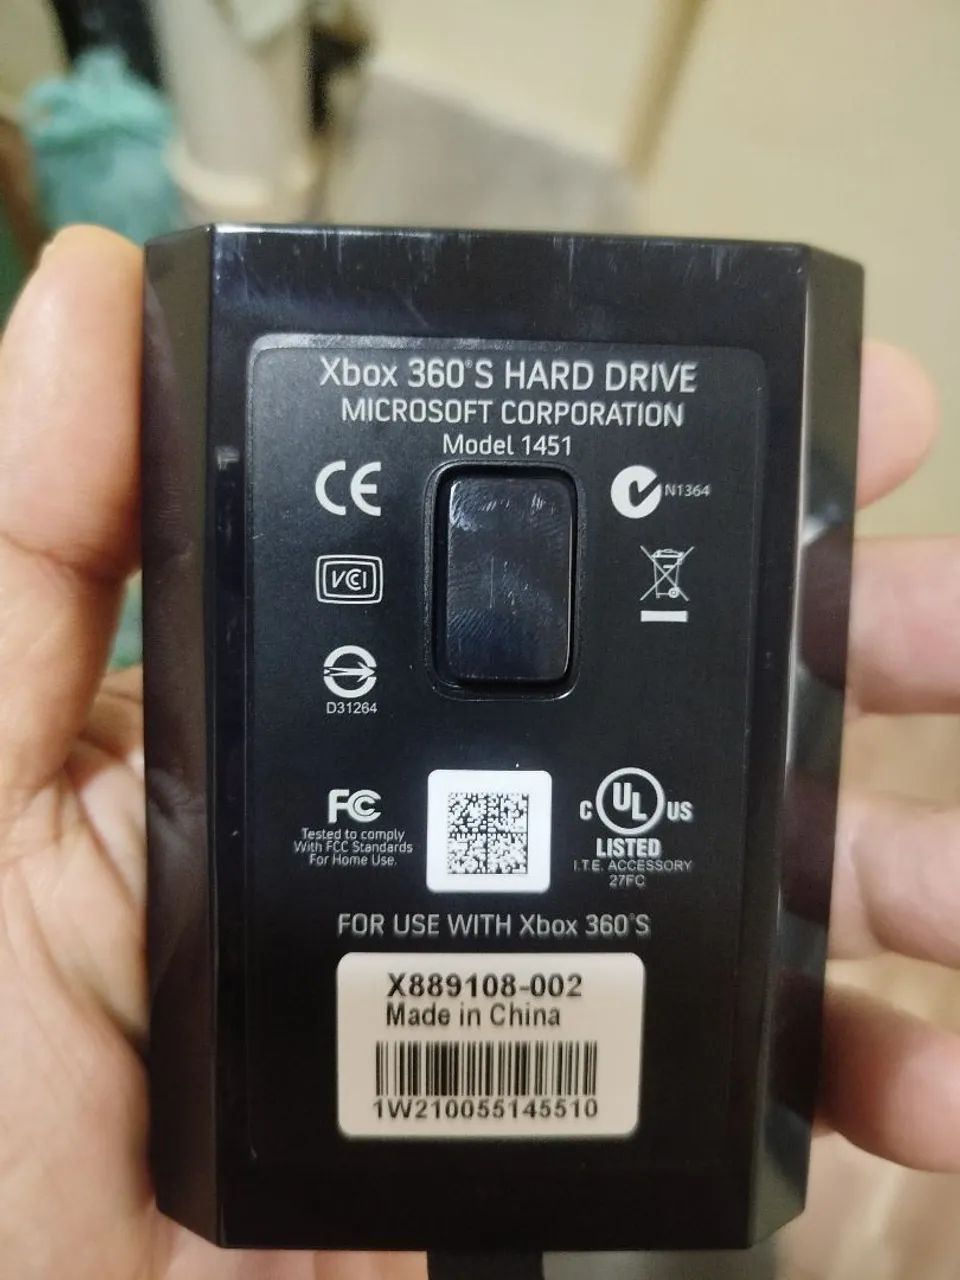 Xbox 360® S HARD DRIVE
MICROSOFT CORPORATION
Model 1451
CE
N1364
VCCI
D31264
FC
Tested to comply
With FCC Standards
For Home Use.
C UL US
LISTED
I.T.E. ACCESSORY
27FC
FOR USE WITH Xbox 360® S
X889108-002
Made in China
1W210055145510